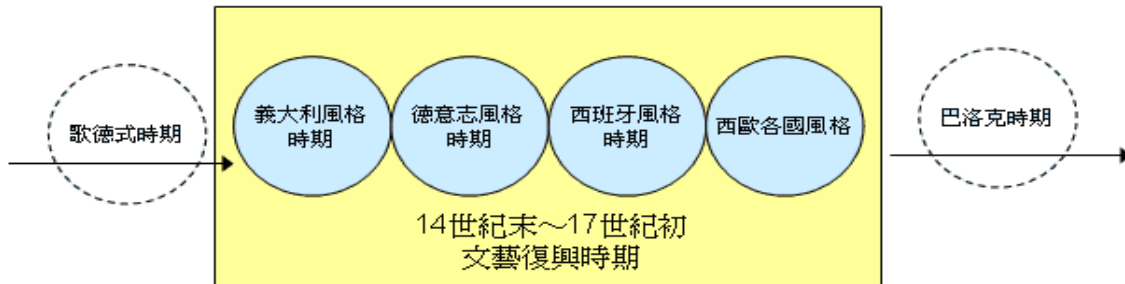 歌德式時期
義大利風格
時期
德意志風格
時期
西班牙風格
時期
西歐各國風格
巴洛克時期
14世紀末～17世紀初
文藝復興時期